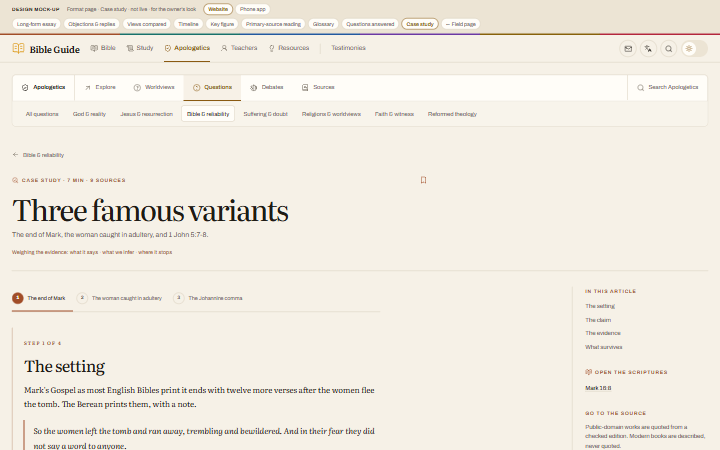 DESIGN MOCK-UP Format page · Case study · not live · for the owner's look Website Phone app
Long-form essay Objections & replies Views compared Timeline Key figure Primary-source reading Glossary Questions answered Case study ← Field page
Bible Guide Bible Study Apologetics Teachers Resources Testimonies
Apologetics Explore Worldviews Questions Debates Sources Search Apologetics
All questions God & reality Jesus & resurrection Bible & reliability Suffering & doubt Religions & worldviews Faith & witness Reformed theology
← Bible & reliability
CASE STUDY · 7 MIN · 8 SOURCES
Three famous variants
The end of Mark, the woman caught in adultery, and 1 John 5:7-8.
Weighing the evidence: what it says · what we infer · where it stops
1 The end of Mark 2 The woman caught in adultery 3 The Johannine comma
STEP 1 OF 4
The setting
Mark's Gospel as most English Bibles print it ends with twelve more verses after the women flee
the tomb. The Berean prints them, with a note.
So the women left the tomb and ran away, trembling and bewildered. And in their fear they did
not say a word to anyone.
IN THIS ARTICLE
The setting
The claim
The evidence
What survives
OPEN THE SCRIPTURES
Mark 16:8
GO TO THE SOURCE
Public-domain works are quoted from a
checked edition. Modern books are described,
never quoted.